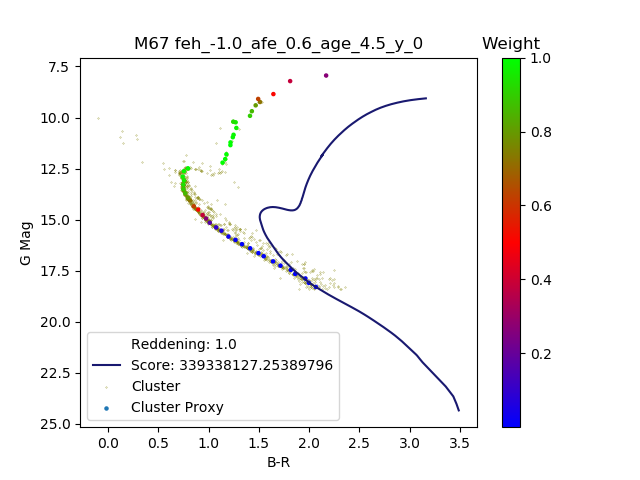 M67 feh_-1.0_afe_0.6_age_4.5_y_0
Weight
7.5
10.0
12.5
15.0
17.5
20.0
22.5
25.0
G Mag
0.0
0.5
1.0
1.5
2.0
2.5
3.0
3.5
B-R
Reddening: 1.0
Score: 339338127.25389796
Cluster
Cluster Proxy
1.0
0.8
0.6
0.4
0.2